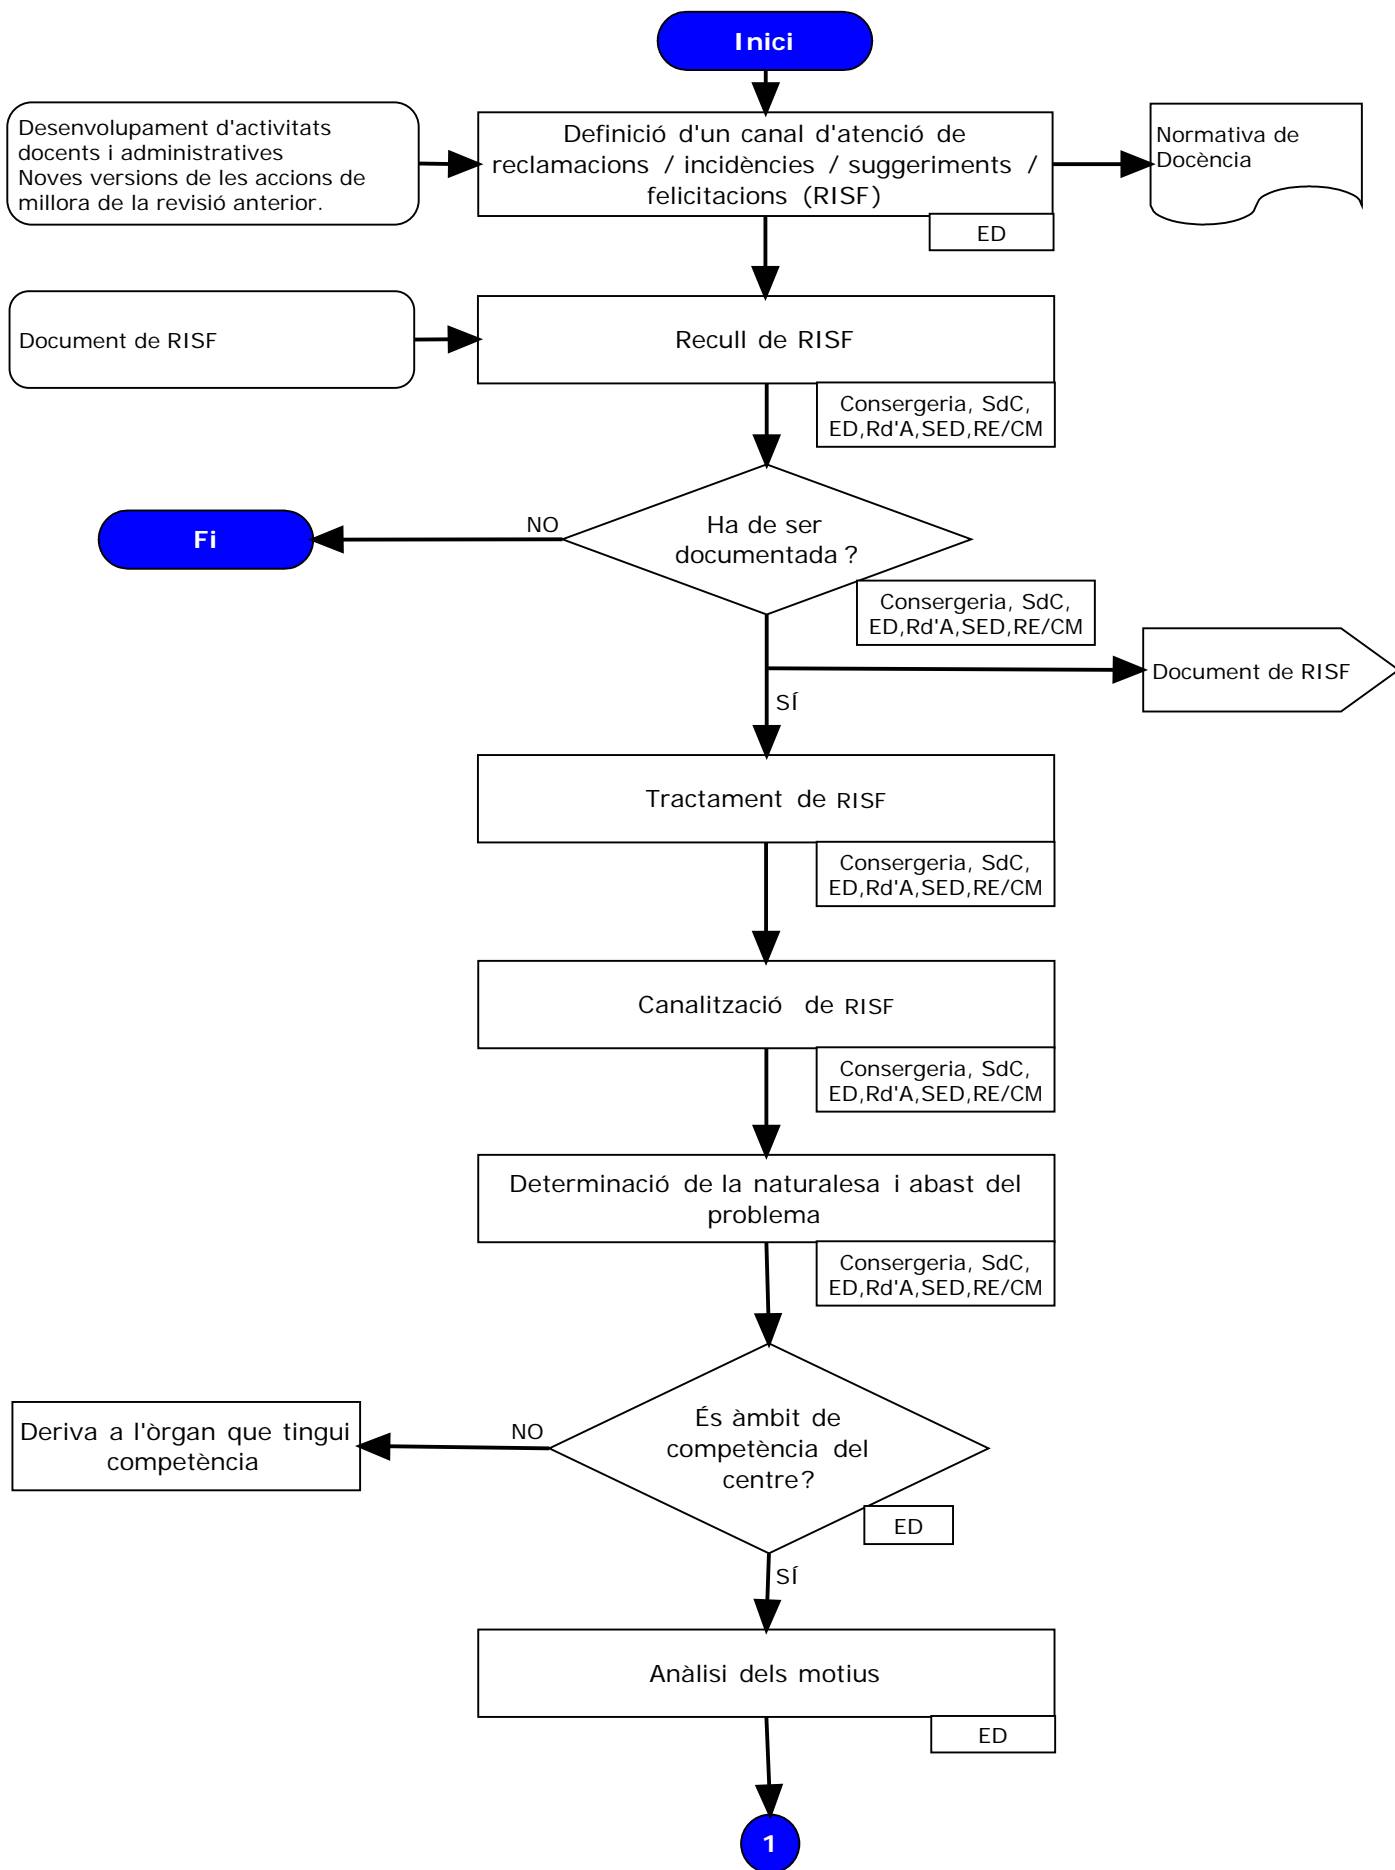 Inici
Desenvolupament d'activitats
docents i administratives
Noves versions de les accions de
millora de la revisió anterior.
Definició d'un canal d'atenció de
reclamacions / incidències / suggeriments /
felicitacions (RISF)
Normativa de
Docència
ED
Document de RISF
Recull de RISF
Consergeria, SdC,
ED,Rd'A,SED,RE/CM
Fi
NO
Ha de ser
documentada ?
Consergeria, SdC,
ED,Rd'A,SED,RE/CM
Document de RISF
SÍ
Tractament de RISF
Consergeria, SdC,
ED,Rd'A,SED,RE/CM
Canalització de RISF
Consergeria, SdC,
ED,Rd'A,SED,RE/CM
Determinació de la naturalesa i abast del
problema
Consergeria, SdC,
ED,Rd'A,SED,RE/CM
Deriva a l'òrgan que tingui
competència
NO
És àmbit de
competència del
centre?
ED
SÍ
Anàlisi dels motius
ED
1